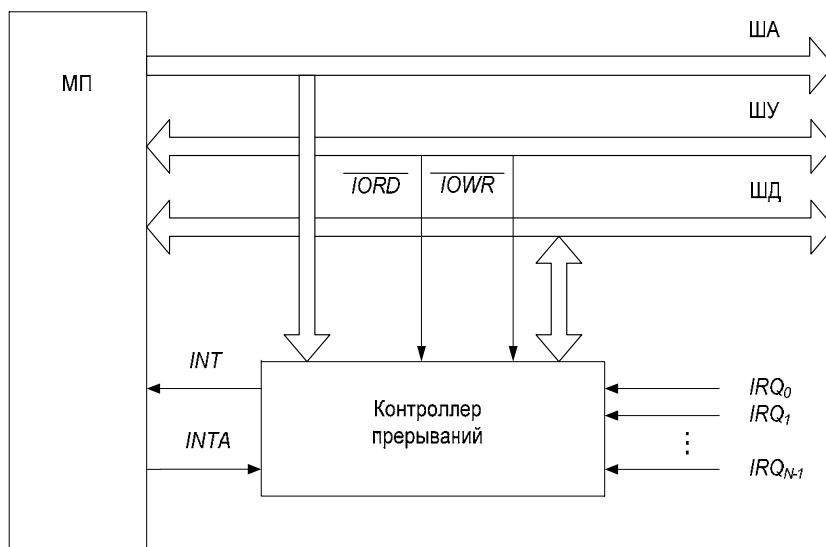 ША
МП
ШУ
IORD IOWR
ШД
INT
IRQ0
Контроллер
прерываний
IRQ1
INTA
IRQN-1